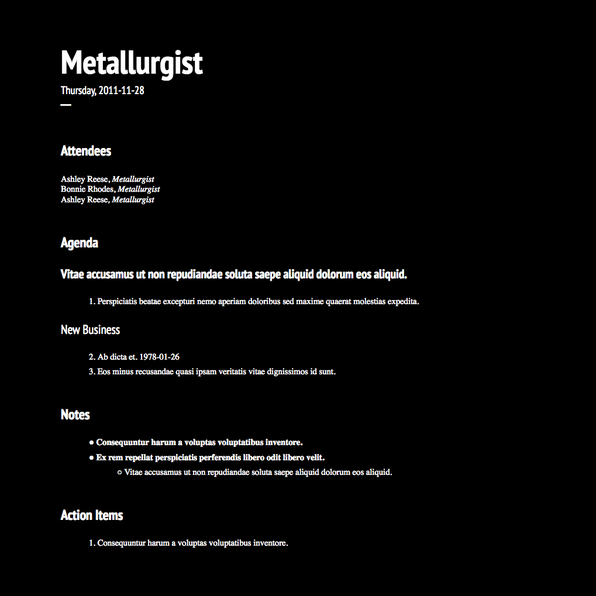 Metallurgist
Thursday, 2011-11-28
Attendees
Ashley Reese, Metallurgist
Bonnie Rhodes, Metallurgist
Ashley Reese, Metallurgist
Agenda
Vitae accusamus ut non repudiandae soluta saepe aliquid dolorum eos aliquid.
1. Perspiciatis beatae excepturi nemo aperiam doloribus sed maxime quaerat molestias expedita.
New Business
2. Ab dicta et. 1978-01-26
3. Eos minus recusandae quasi ipsam veritatis vitae dignissimos id sunt.
Notes
● Consequuntur harum a voluptas voluptatibus inventore.
● Ex rem repellat perspiciatis perferendis libero odit libero velit.
○ Vitae accusamus ut non repudiandae soluta saepe aliquid dolorum eos aliquid.
Action Items
1. Consequuntur harum a voluptas voluptatibus inventore.